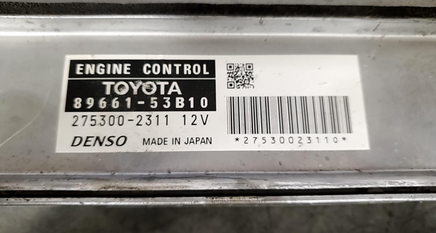 ENGINE CONTROL
TOYOTA
89661-53B10
275300-2311 12V
DENSO MADE IN JAPAN
*27530023110*